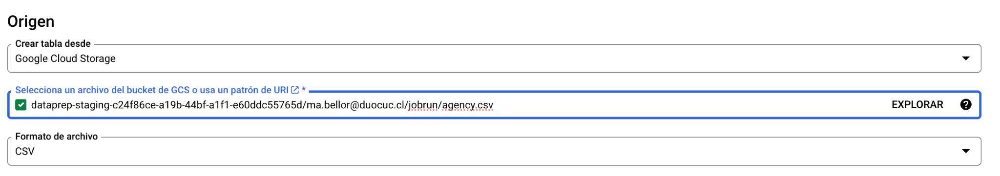 Origen
Crear tabla desde
Google Cloud Storage
Selecciona un archivo del bucket de GCS o usa un patrón de URI *
dataprep-staging-c24f86ce-a19b-44bf-a1f1-e60ddc55765d/ma.bellor@duocuc.cl/jobrun/agency.csv EXPLORAR ?
Formato de archivo
CSV